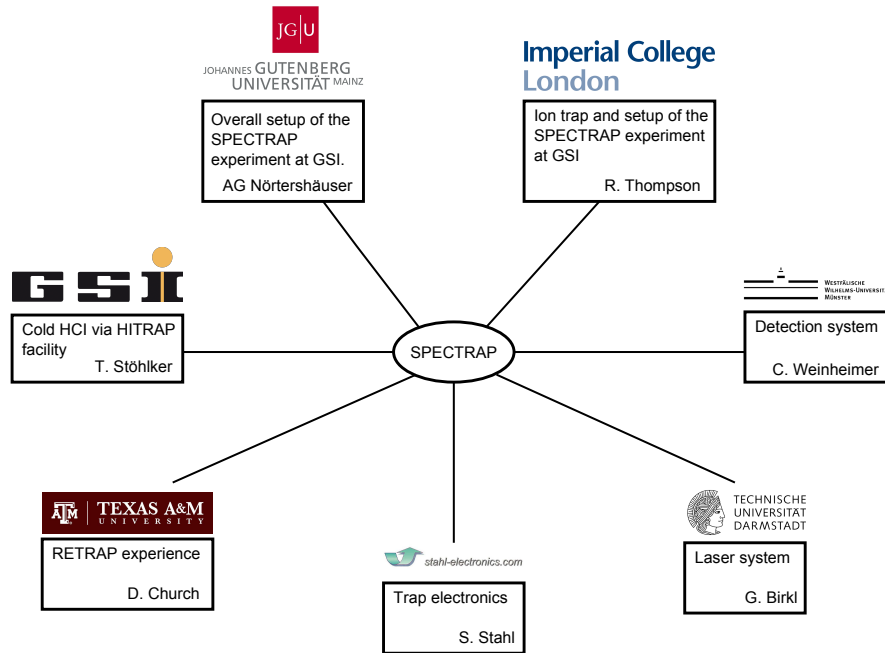 JG|U
JOHANNES GUTENBERG
UNIVERSITÄT MAINZ
Overall setup of the
SPECTRAP
experiment at GSI.
AG Nörtershäuser
Imperial College
London
Ion trap and setup of the
SPECTRAP experiment
at GSI
R. Thompson
GSI
Cold HCI via HITRAP
facility
T. Stöhlker
SPECTRAP
WESTFÄLISCHE
WILHELMS-UNIVERSIT
MÜNSTER
Detection system
C. Weinheimer
ATM
TEXAS A&M
UNIVERSITY
RETRAP experience
D. Church
stahl-electronics.com
Trap electronics
S. Stahl
TECHNISCHE
UNIVERSITÄT
DARMSTADT
Laser system
G. Birkl